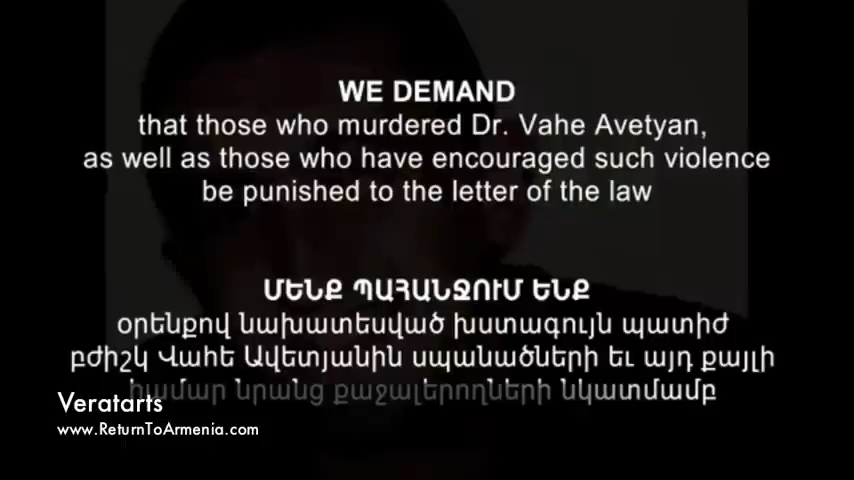 WE DEMAND
that those who murdered Dr. Vahe Avetyan,
as well as those who have encouraged such violence
be punished to the letter of the law
ՄԵՆՔ ՊԱՀԱՆՋՈՒՄ ԵՆՔ
օրենքով նախատեսված խստագույն պատիժ
բժիշկ Վահե Ավետյանին սպանածների եւ այդ քայլի
համար նրանց քաջալերողների նկատմամբ
Veratarts
www.ReturnToArmenia.com